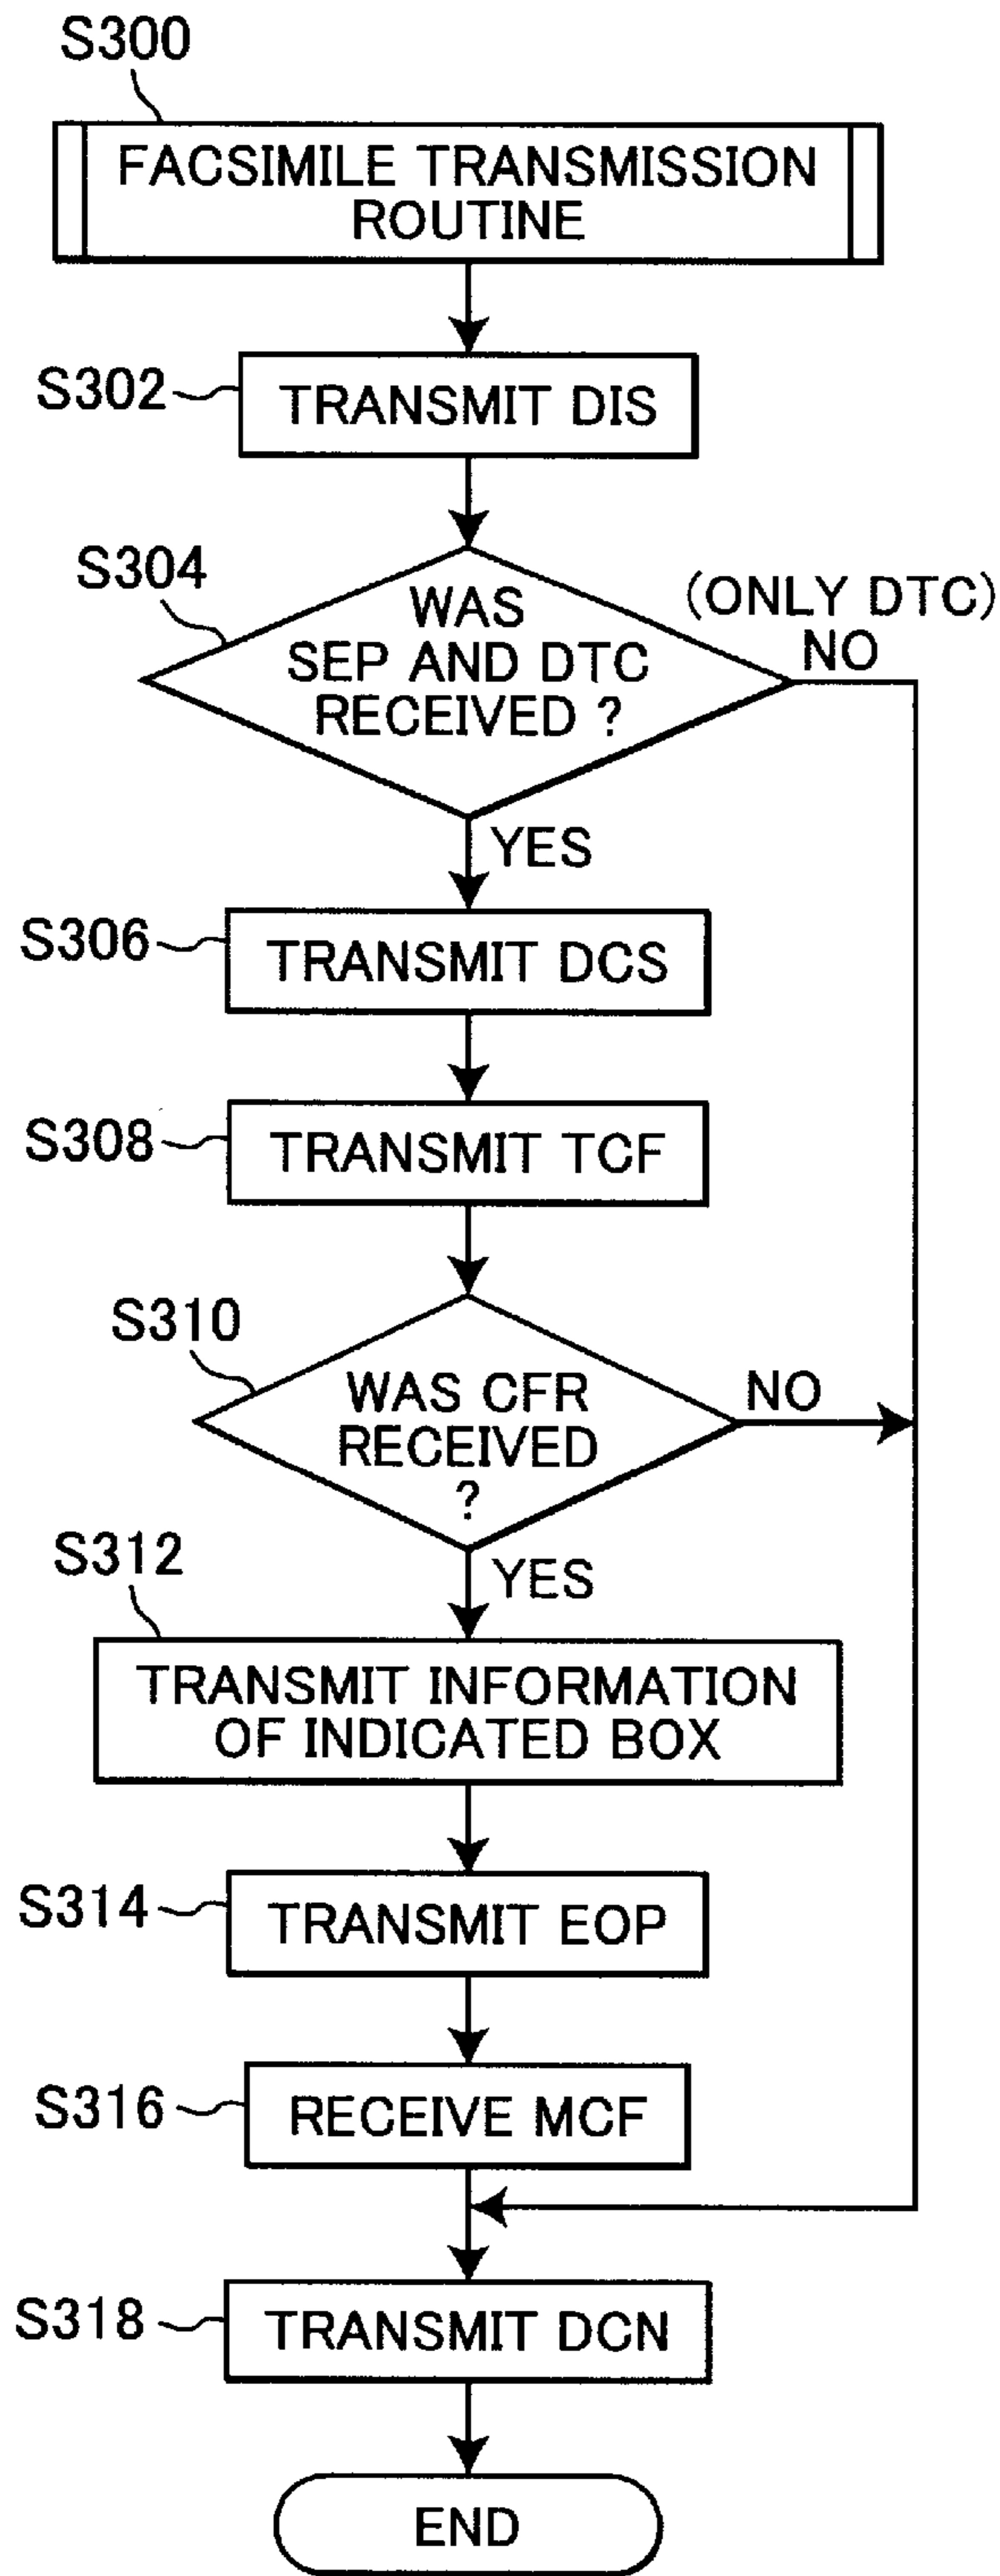 S300
FACSIMILE TRANSMISSION
ROUTINE
S302
TRANSMIT DIS
S304
WAS
SEP AND DTC
RECEIVED ?
(ONLY DTC)
NO
YES
S306
TRANSMIT DCS
S308
TRANSMIT TCF
S310
WAS CFR
RECEIVED
?
NO
YES
S312
TRANSMIT INFORMATION
OF INDICATED BOX
S314
TRANSMIT EOP
S316
RECEIVE MCF
S318
TRANSMIT DCN
END